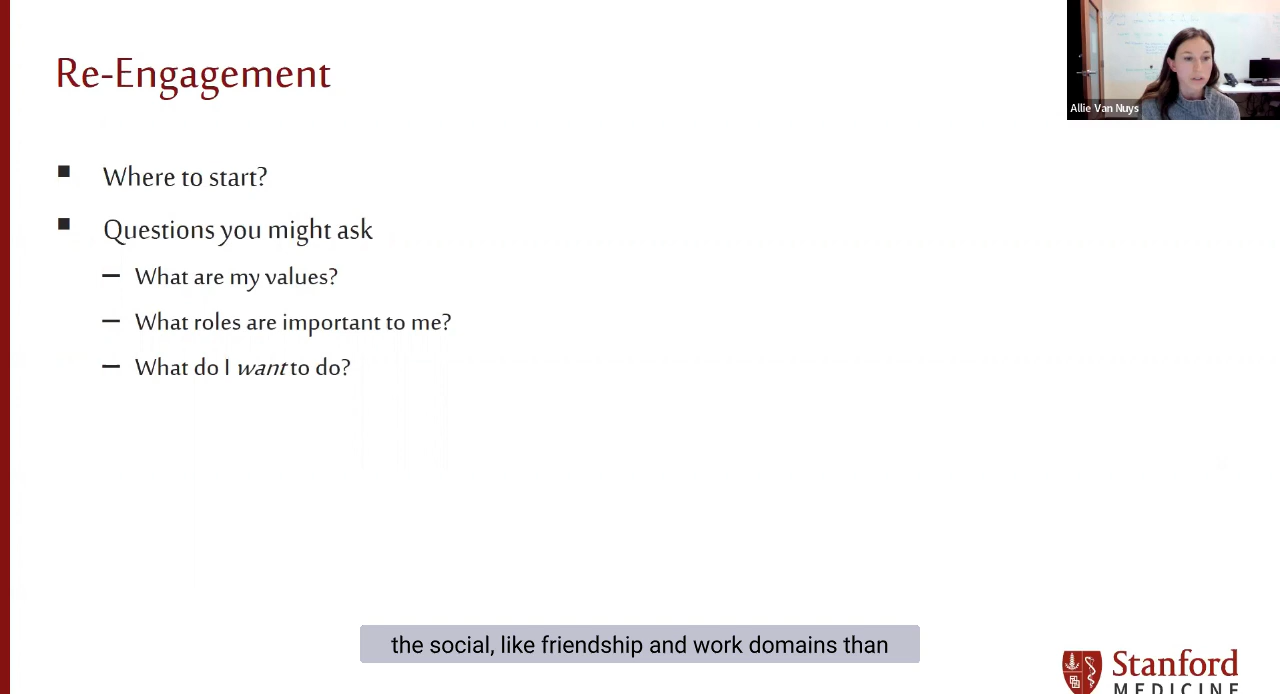 Re-Engagement
Allie Van Nuys
Where to start?
Questions you might ask
– What are my values?
– What roles are important to me?
– What do I want to do?
the social, like friendship and work domains than
Stanford
MEDICINE